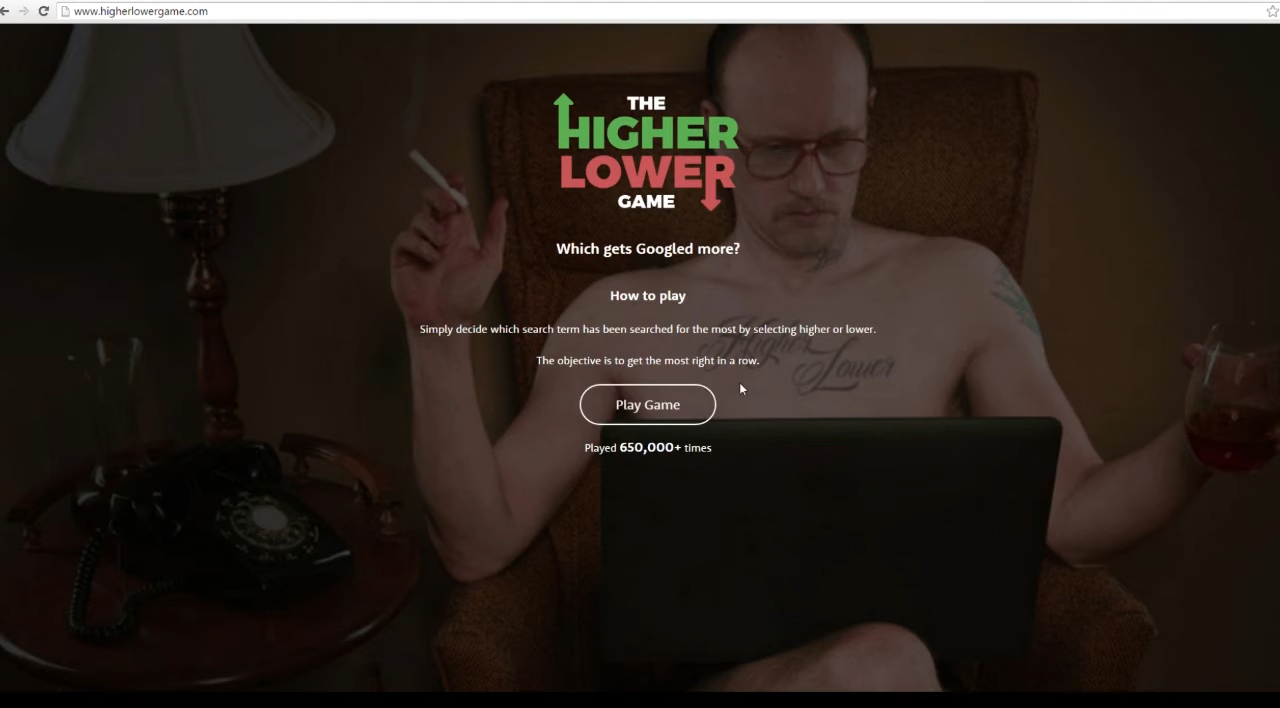 www.higherlowergame.com
THE
HIGHER
LOWER
GAME
Which gets Googled more?
How to play
Simply decide which search term has been searched for the most by selecting higher or lower.
The objective is to get the most right in a row.
Higher
Lower
Play Game
Played 650,000+ times